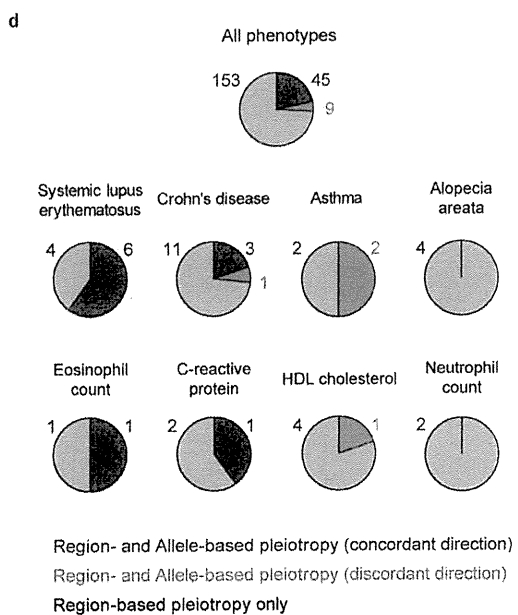 d
All phenotypes
153 45
9
Systemic lupus
erythematosus
Crohn's disease
Asthma
Alopecia
areata
4 6
11 3
1
2 2
4
Eosinophil
count
C-reactive
protein
HDL cholesterol
Neutrophil
count
1 1
2 1
4 1
2
Region- and Allele-based pleiotropy (concordant direction)
Region- and Allele-based pleiotropy (discordant direction)
Region-based pleiotropy only